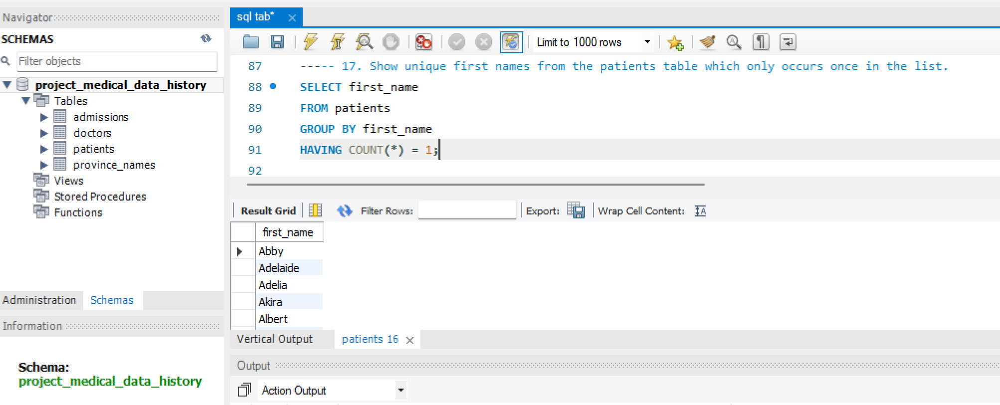 Navigator
SCHEMAS
Filter objects
project_medical_data_history
Tables
admissions
doctors
patients
province_names
Views
Stored Procedures
Functions
Administration Schemas
Information
Schema:
project_medical_data_history
sql tab*
Limit to 1000 rows
87 ----- 17. Show unique first names from the patients table which only occurs once in the list.
88 SELECT first_name
89 FROM patients
90 GROUP BY first_name
91 HAVING COUNT(*) = 1;
92
Result Grid Filter Rows: Export: Wrap Cell Content:
first_name
Abby
Adelaide
Adelia
Akira
Albert
Vertical Output patients 16
Output
Action Output